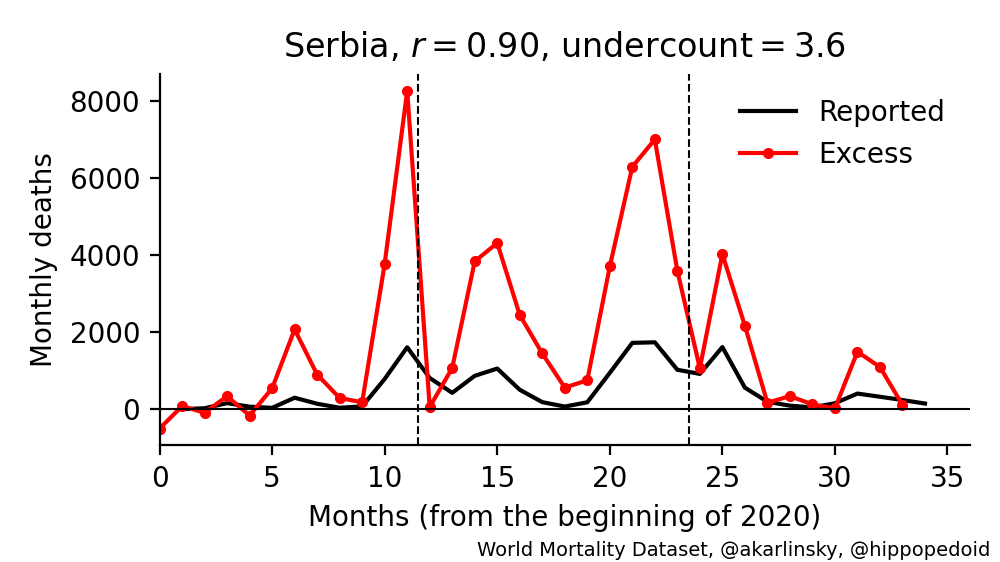 Serbia, r = 0.90, undercount = 3.6
Monthly deaths
8000
6000
4000
2000
0
Reported
Excess
0 5 10 15 20 25 30 35
Months (from the beginning of 2020)
World Mortality Dataset, @akarlinsky, @hippopedoid